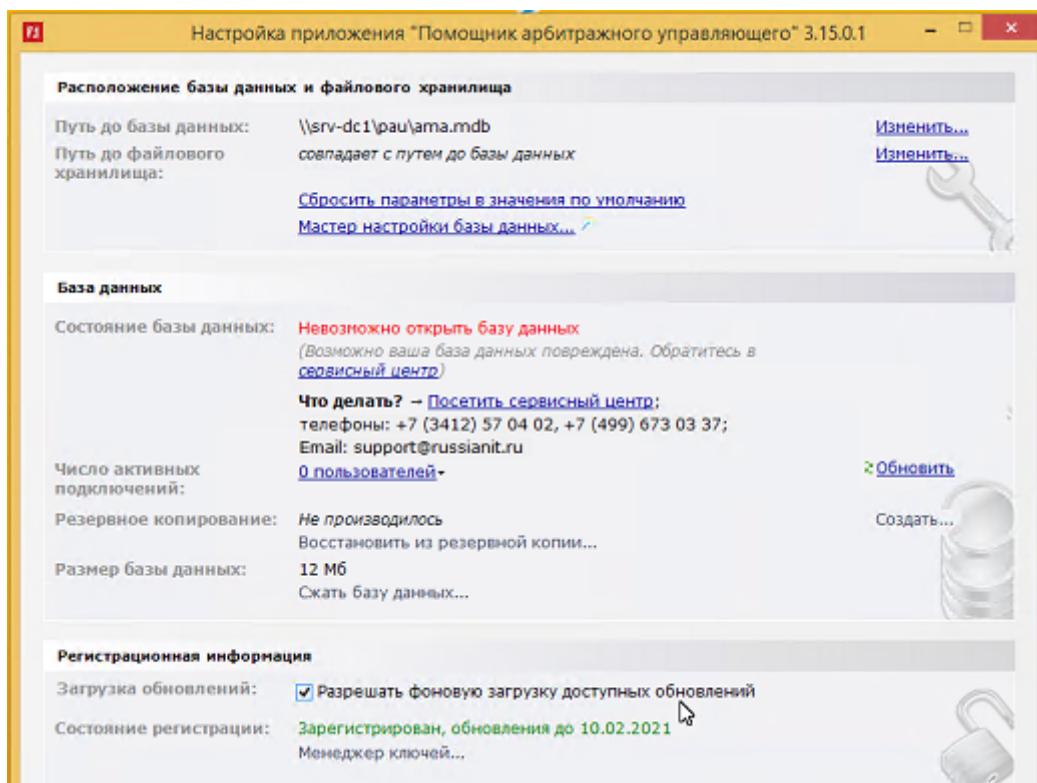 Настройка приложения "Помощник арбитражного управляющего" 3.15.0.1
Расположение базы данных и файлового хранилища
Путь до базы данных: \\srv-dc1\pau\ama.mdb Изменить...
Путь до файлового хранилища: совпадает с путем до базы данных Изменить...
Сбросить параметры в значения по умолчанию
Мастер настройки базы данных...
База данных
Состояние базы данных: Невозможно открыть базу данных
(Возможно ваша база данных повреждена. Обратитесь в
сервисный центр)
Что делать? → Посетить сервисный центр;
телефоны: +7 (3412) 57 04 02, +7 (499) 673 03 37;
Email: support@russianit.ru
Число активных подключений: 0 пользователей Обновить
Резервное копирование: Не производилось Создать...
Восстановить из резервной копии...
Размер базы данных: 12 Мб
Сжать базу данных...
Регистрационная информация
Загрузка обновлений: Разрешать фоновую загрузку доступных обновлений
Состояние регистрации: Зарегистрирован, обновления до 10.02.2021
Менеджер ключей...